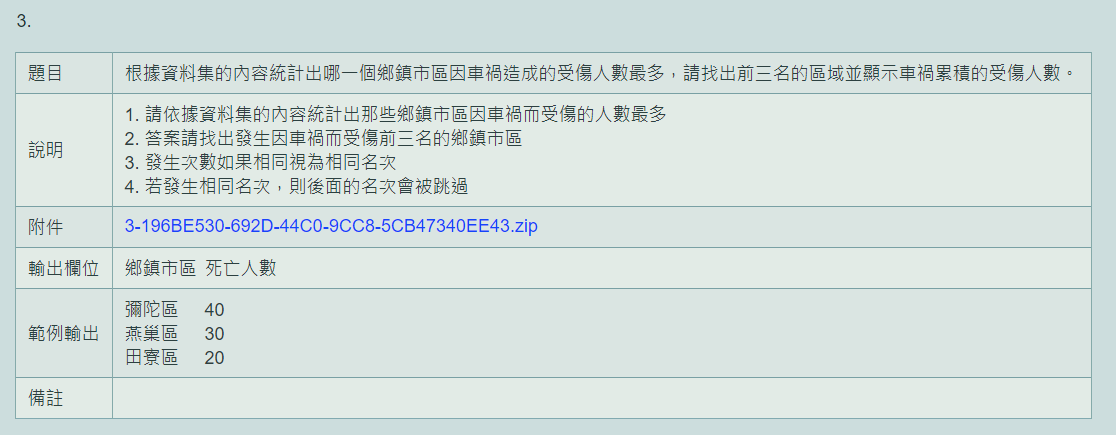 3.
題目 根據資料集的內容統計出哪一個鄉鎮市區因車禍造成的受傷人數最多，請找出前三名的區域並顯示車禍累積的受傷人數。
說明
1. 請依據資料集的內容統計出那些鄉鎮市區因車禍而受傷的人數最多
2. 答案請找出發生因車禍而受傷前三名的鄉鎮市區
3. 發生次數如果相同視為相同名次
4. 若發生相同名次，則後面的名次會被跳過
附件 3-196BE530-692D-44C0-9CC8-5CB47340EE43.zip
輸出欄位 鄉鎮市區 死亡人數
範例輸出
彌陀區 40
燕巢區 30
田寮區 20
備註